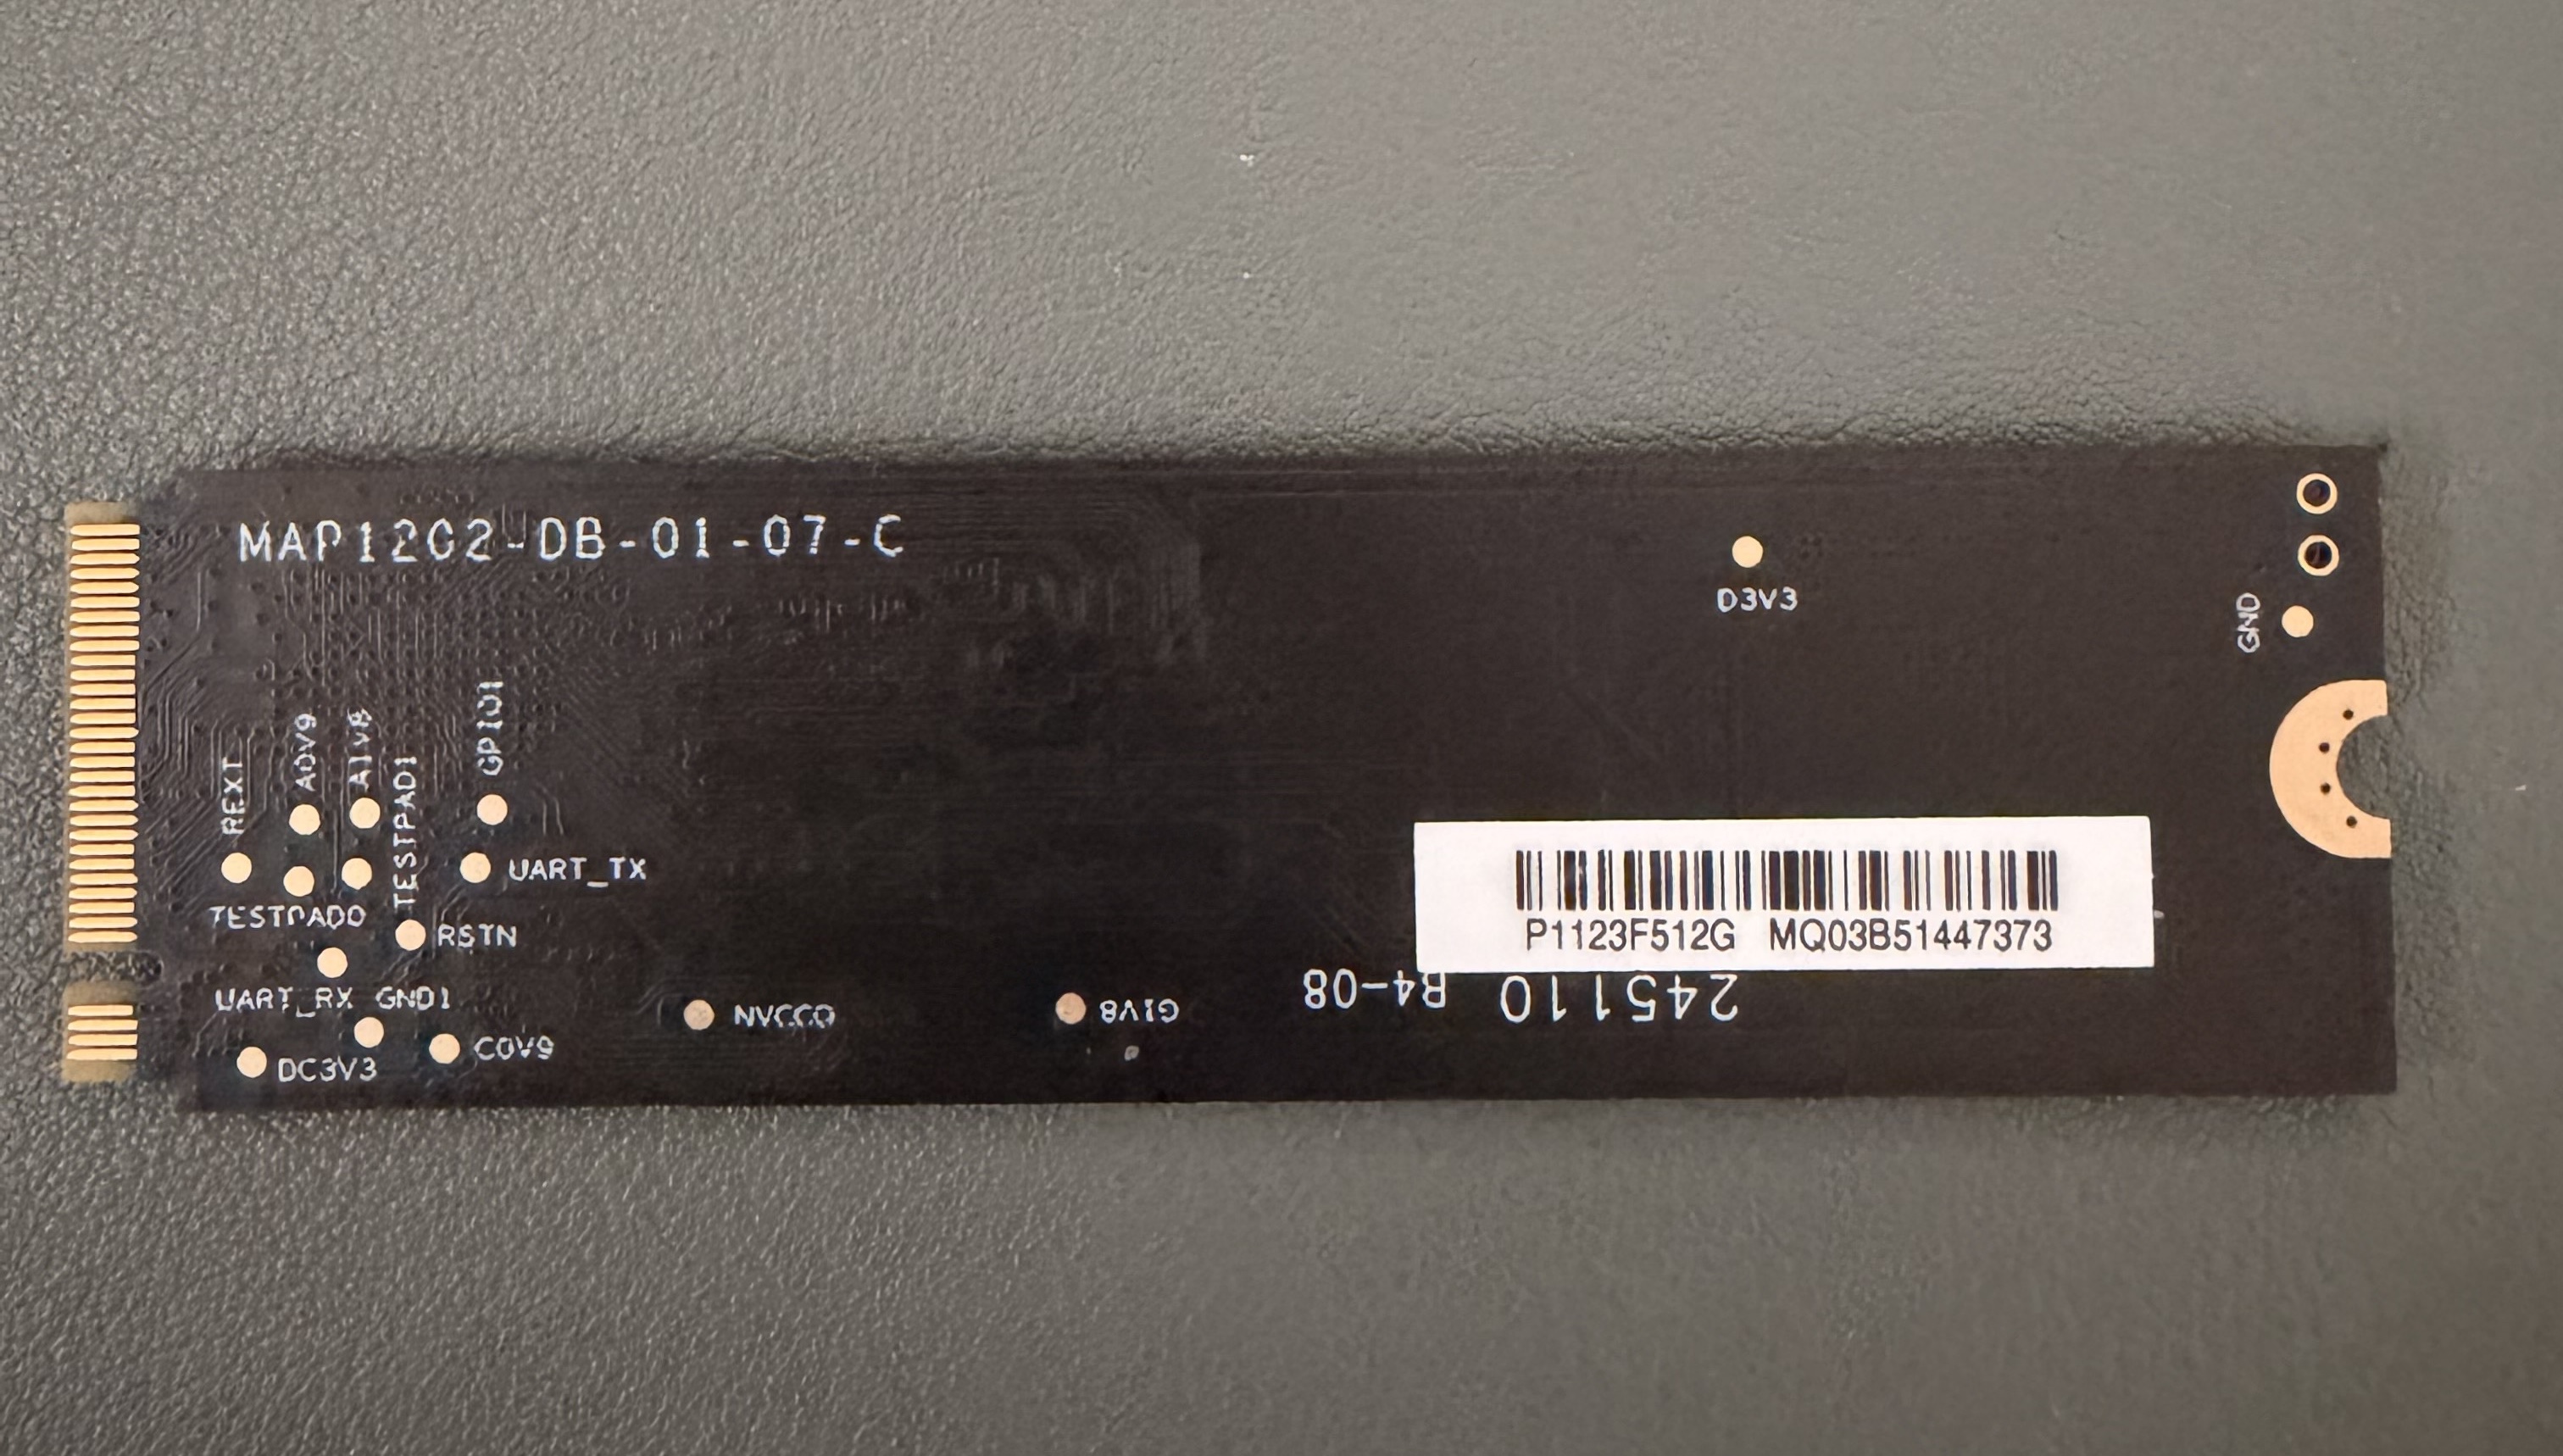 MAP1202-DB-01-07-C
D3V3
GND
GPIO1
A0V9
A1V8
REXT
TESTPAD1
UART_TX
TESTPAD0
RSTN
P1123F512G MQ03B51447373
UART_RX GND1
NVCCQ
G1V8
245110 B4-08
C0V9
DC3V3